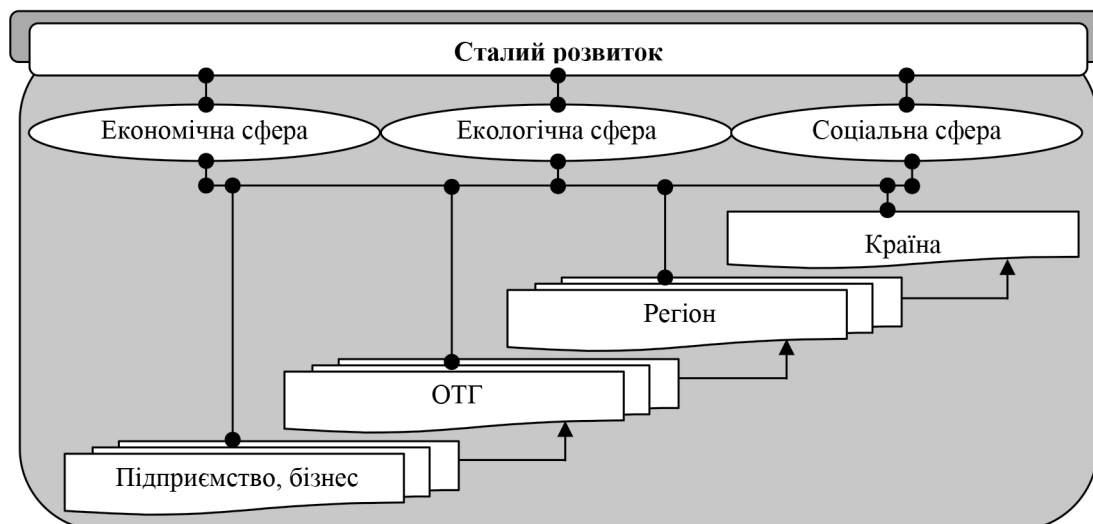 Сталий розвиток
Економічна сфера
Екологічна сфера
Соціальна сфера
Країна
Регіон
ОТГ
Підприємство, бізнес